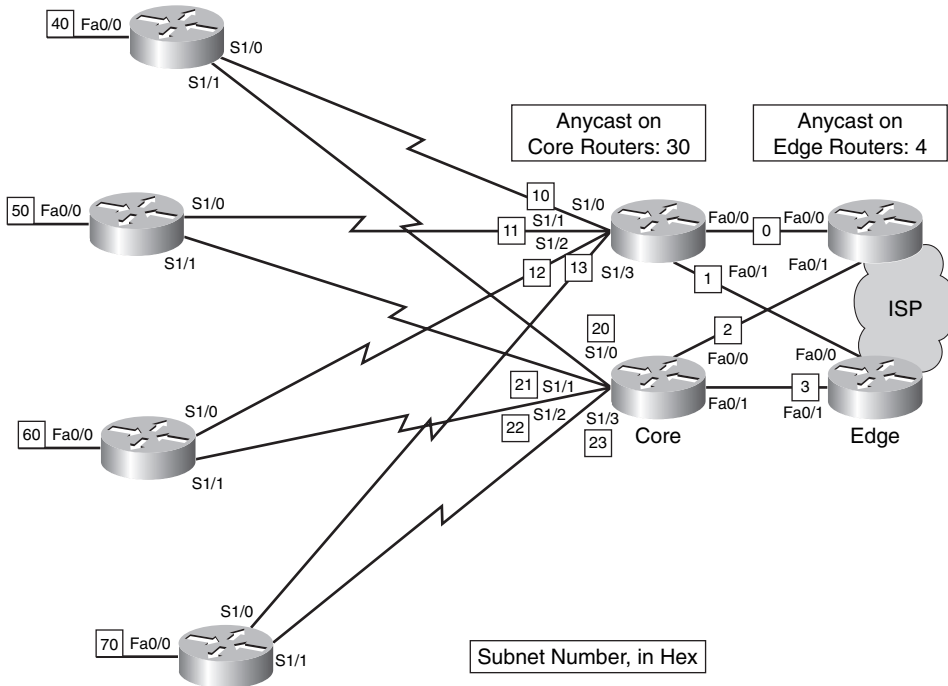 40 Fa0/0
S1/0
S1/1
Anycast on
Core Routers: 30
Anycast on
Edge Routers: 4
50 Fa0/0
S1/0
S1/1
10
S1/0
11
S1/1
S1/2
12
13
S1/3
Fa0/0
0
Fa0/0
1
Fa0/1
Fa0/1
ISP
2
20
S1/0
Fa0/0
Fa0/0
21
S1/1
S1/2
22
S1/3
23
Fa0/1
3
Fa0/1
Core
Edge
60 Fa0/0
S1/0
S1/1
70 Fa0/0
S1/0
S1/1
Subnet Number, in Hex